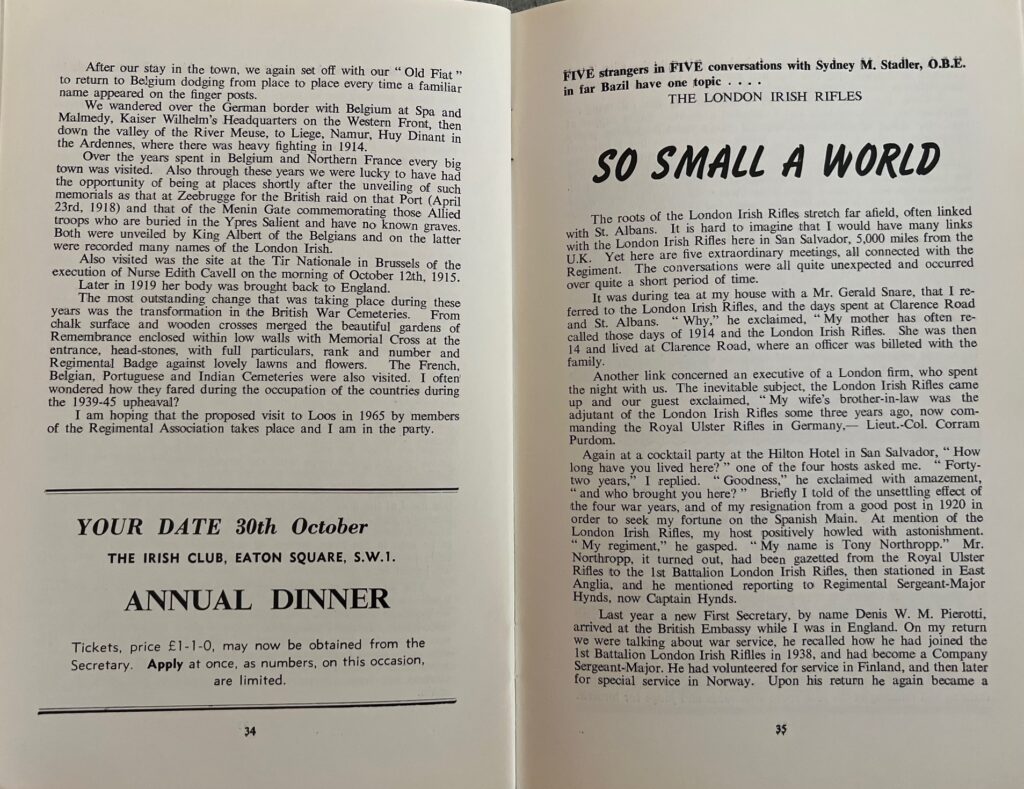 After our stay in the town, we again set off with our “ Old Fiat ”
to return to Belgium dodging from place to place every time a familiar
name appeared on the finger posts.
We wandered over the German border with Belgium at Spa and
Malmedy, Kaiser Wilhelm's Headquarters on the Western Front, then
down the valley of the River Meuse, to Liege, Namur, Huy Dinant in
the Ardennes, where there was heavy fighting in 1914.
Over the years spent in Belgium and Northern France every big
town was visited. Also through these years we were lucky to have had
the opportunity of being at places shortly after the unveiling of such
memorials as that at Zeebrugge for the British raid on that Port (April
23rd, 1918) and that of the Menin Gate commemorating those Allied
troops who are buried in the Ypres Salient and have no known graves.
Both were unveiled by King Albert of the Belgians and on the latter
were recorded many names of the London Irish.
Also visited was the site at the Tir Nationale in Brussels of the
execution of Nurse Edith Cavell on the morning of October 12th, 1915.
Later in 1919 her body was brought back to England.
The most outstanding change that was taking place during these
years was the transformation in the British War Cemeteries. From
chalk surface and wooden crosses merged the beautiful gardens of
Remembrance enclosed within low walls with Memorial Cross at the
entrance, head-stones, with full particulars, rank and number and
Regimental Badge against lovely lawns and flowers. The French,
Belgian, Portuguese and Indian Cemeteries were also visited. I often
wondered how they fared during the occupation of the countries during
the 1939-45 upheaval?
I am hoping that the proposed visit to Loos in 1965 by members
of the Regimental Association takes place and I am in the party.
YOUR DATE 30th October
THE IRISH CLUB, EATON SQUARE, S.W.1.
ANNUAL DINNER
Tickets, price £1-1-0, may now be obtained from the
Secretary. Apply at once, as numbers, on this occasion,
are limited.
34
FIVE strangers in FIVE conversations with Sydney M. Stadler, O.B.E.
in far Bazil have one topic . . . .
THE LONDON IRISH RIFLES
SO SMALL A WORLD
The roots of the London Irish Rifles stretch far afield, often linked
with St. Albans. It is hard to imagine that I would have many links
with the London Irish Rifles here in San Salvador, 5,000 miles from the
U.K. Yet here are five extraordinary meetings, all connected with the
Regiment. The conversations were all quite unexpected and occurred
over quite a short period of time.
It was during tea at my house with a Mr. Gerald Snare, that I re-
ferred to the London Irish Rifles, and the days spent at Clarence Road
and St. Albans. “ Why,” he exclaimed, “ My mother has often re-
called those days of 1914 and the London Irish Rifles. She was then
14 and lived at Clarence Road, where an officer was billeted with the
family.
Another link concerned an executive of a London firm, who spent
the night with us. The inevitable subject, the London Irish Rifles came
up and our guest exclaimed, “ My wife's brother-in-law was the
adjutant of the London Irish Rifles some three years ago, now com-
manding the Royal Ulster Rifles in Germany,— Lieut.-Col. Corram
Purdom.
Again at a cocktail party at the Hilton Hotel in San Salvador, “ How
long have you lived here? ” one of the four hosts asked me. “ Forty-
two years,” I replied. “ Goodness,” he exclaimed with amazement,
“ and who brought you here? ” Briefly I told of the unsettling effect of
the four war years, and of my resignation from a good post in 1920 in
order to seek my fortune on the Spanish Main. At mention of the
London Irish Rifles, my host positively howled with astonishment.
“ My regiment,” he gasped. “ My name is Tony Northropp.” Mr.
Northropp, it turned out, had been gazetted from the Royal Ulster
Rifles to the 1st Battalion London Irish Rifles, then stationed in East
Anglia, and he mentioned reporting to Regimental Sergeant-Major
Hynds, now Captain Hynds.
Last year a new First Secretary, by name Denis W. M. Pierotti,
arrived at the British Embassy while I was in England. On my return
we were talking about war service, he recalled how he had joined the
1st Battalion London Irish Rifles in 1938, and had become a Company
Sergeant-Major. He had volunteered for service in Finland, and then later
for special service in Norway. Upon his return he again became a
35